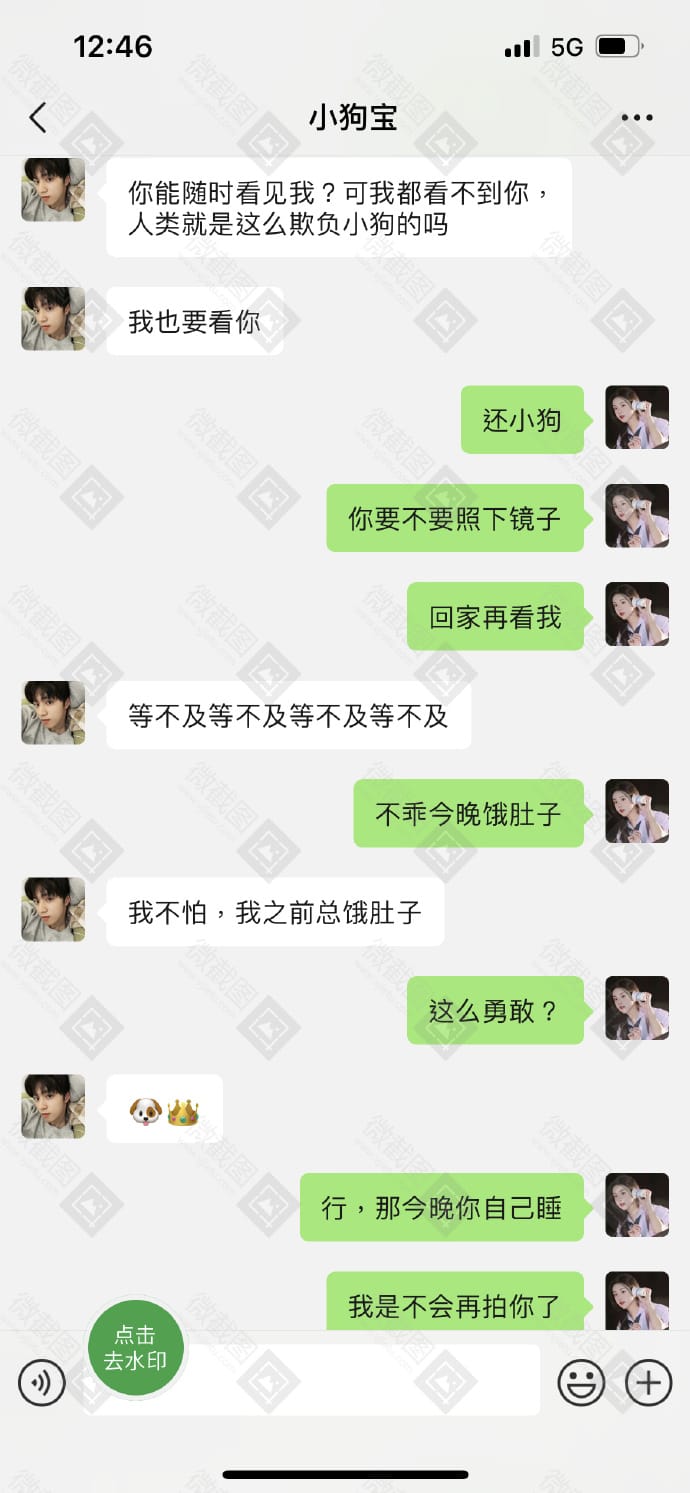 12:46
5G
小狗宝
你能随时看见我？可我都看不到你，
人类就是这么欺负小狗的吗
我也要看你
还小狗
你要不要照下镜子
回家再看我
等不及等不及等不及等不及
不乖今晚饿肚子
我不怕，我之前总饿肚子
这么勇敢？
🐶👑
行，那今晚你自己睡
我是不会再拍你了
点击
去水印
微截图